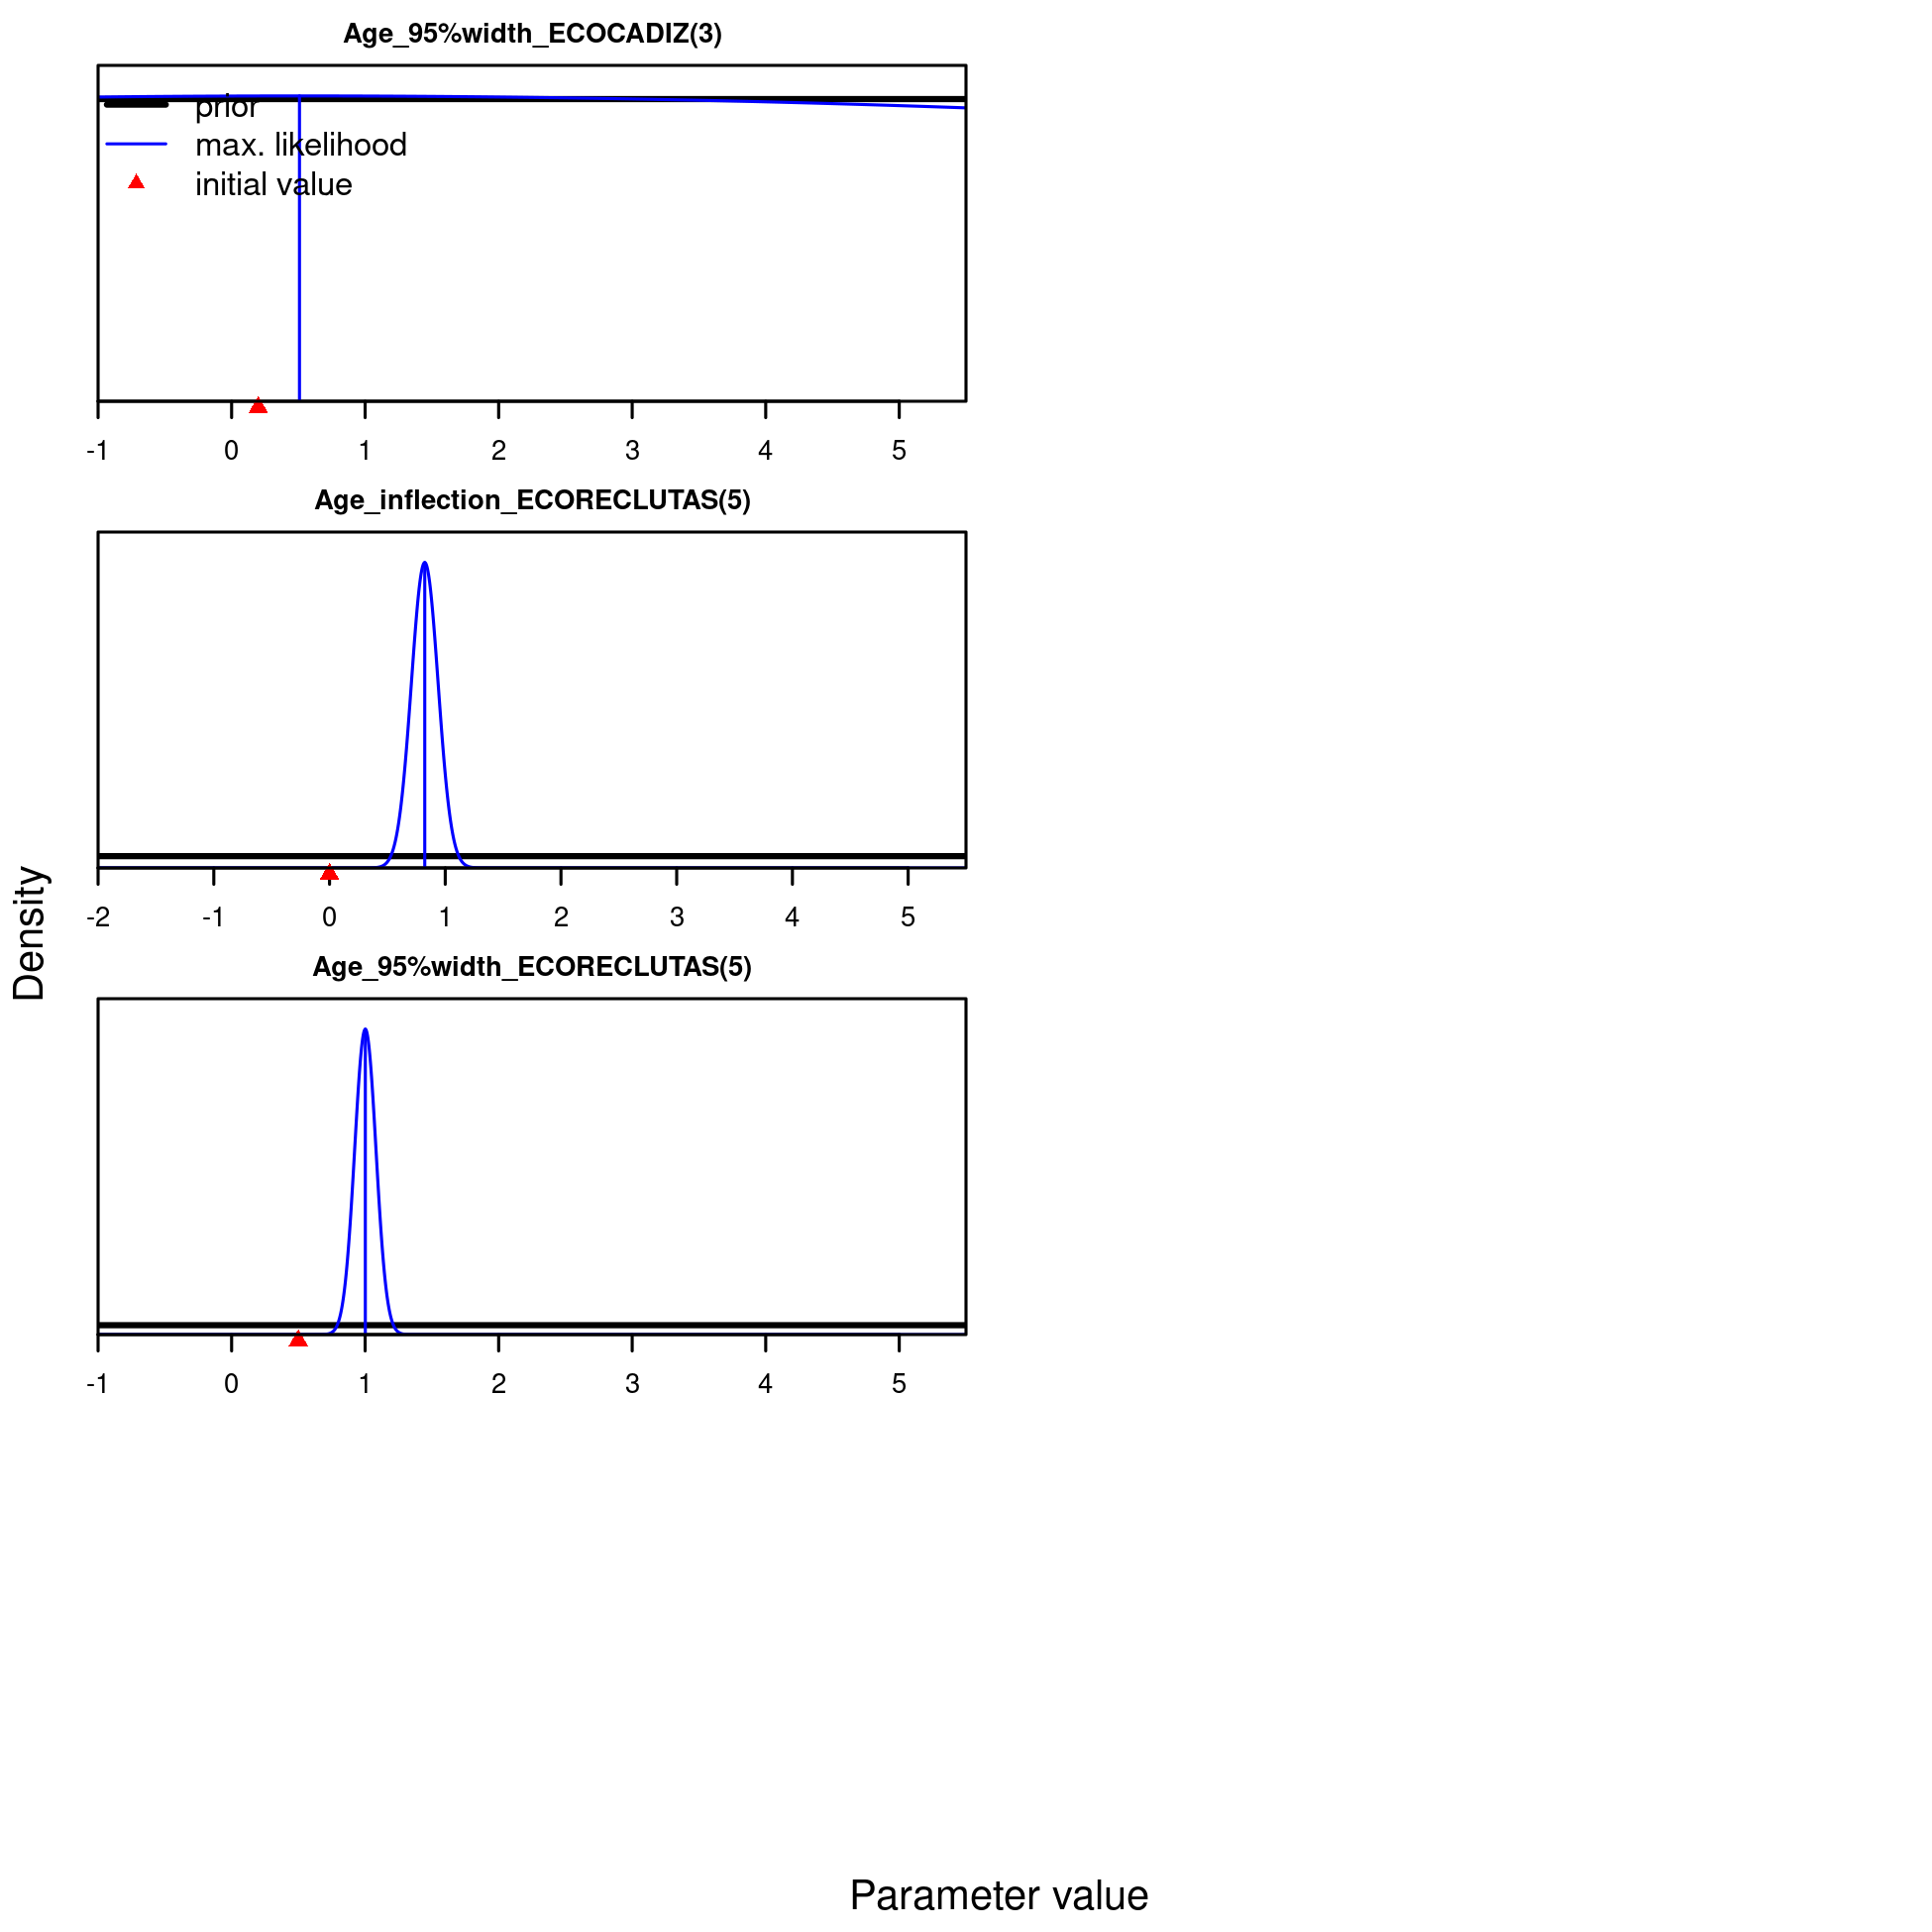 Age_95%width_ECOCADIZ(3)
prior
max. likelihood
initial value
-1 0 1 2 3 4 5
Age_inflection_ECORECLUTAS(5)
-2 -1 0 1 2 3 4 5
Age_95%width_ECORECLUTAS(5)
-1 0 1 2 3 4 5
Density
Parameter value